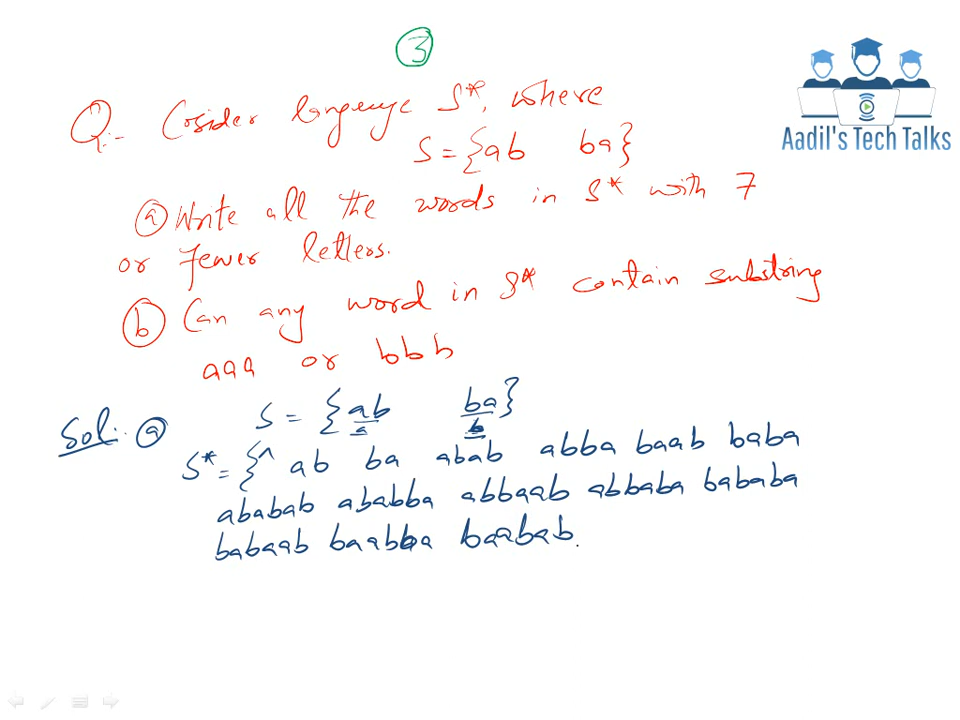 3
Aadil's Tech Talks
Q:- Cosider language S*, where
S = {ab ba}
(a) Write all the words in S* with 7
or fewer letters.
(b) Can any word in S* contain substring
aaa or bbb
Sol: (a) S = {ab ba}
a b
S* = {^ ab ba abab abba baab baba
ababab ababba abbaab abbaba bababa
babaab baabba baabab.